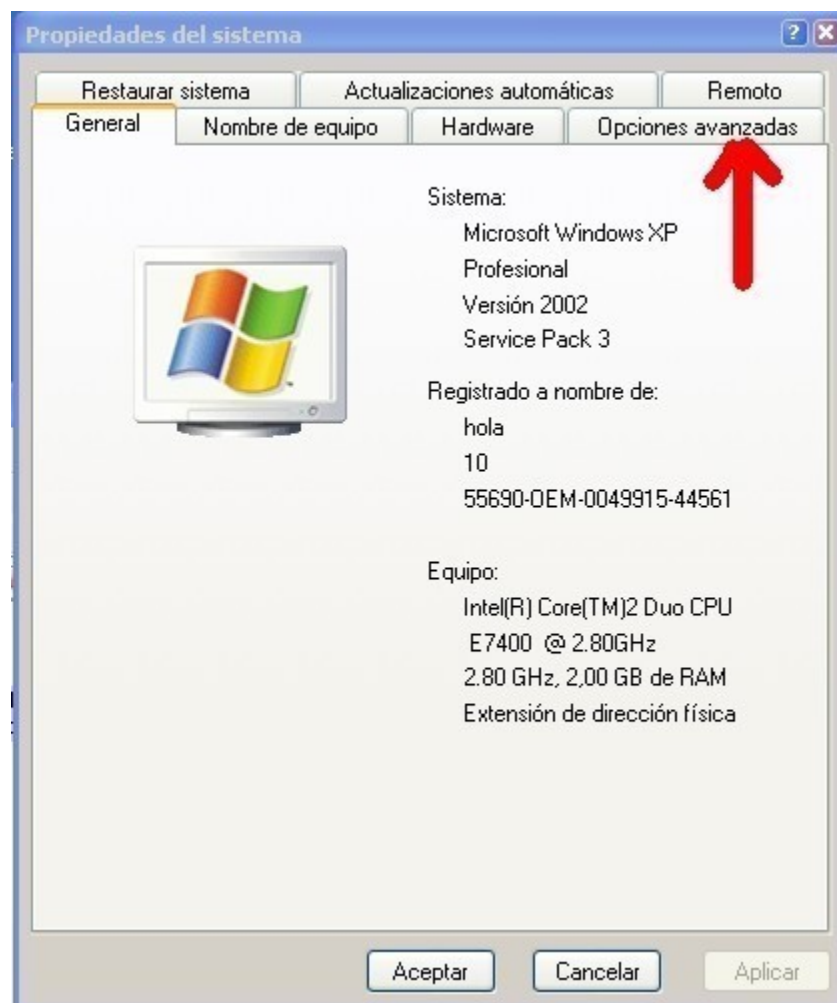 Propiedades del sistema
Restaurar sistema
Actualizaciones automáticas
Remoto
General
Nombre de equipo
Hardware
Opciones avanzadas
Sistema:
Microsoft Windows XP
Profesional
Versión 2002
Service Pack 3
Registrado a nombre de:
hola
10
55690-OEM-0049915-44561
Equipo:
Intel(R) Core(TM)2 Duo CPU
E7400 @ 2.80GHz
2.80 GHz, 2,00 GB de RAM
Extensión de dirección física
Aceptar
Cancelar
Aplicar